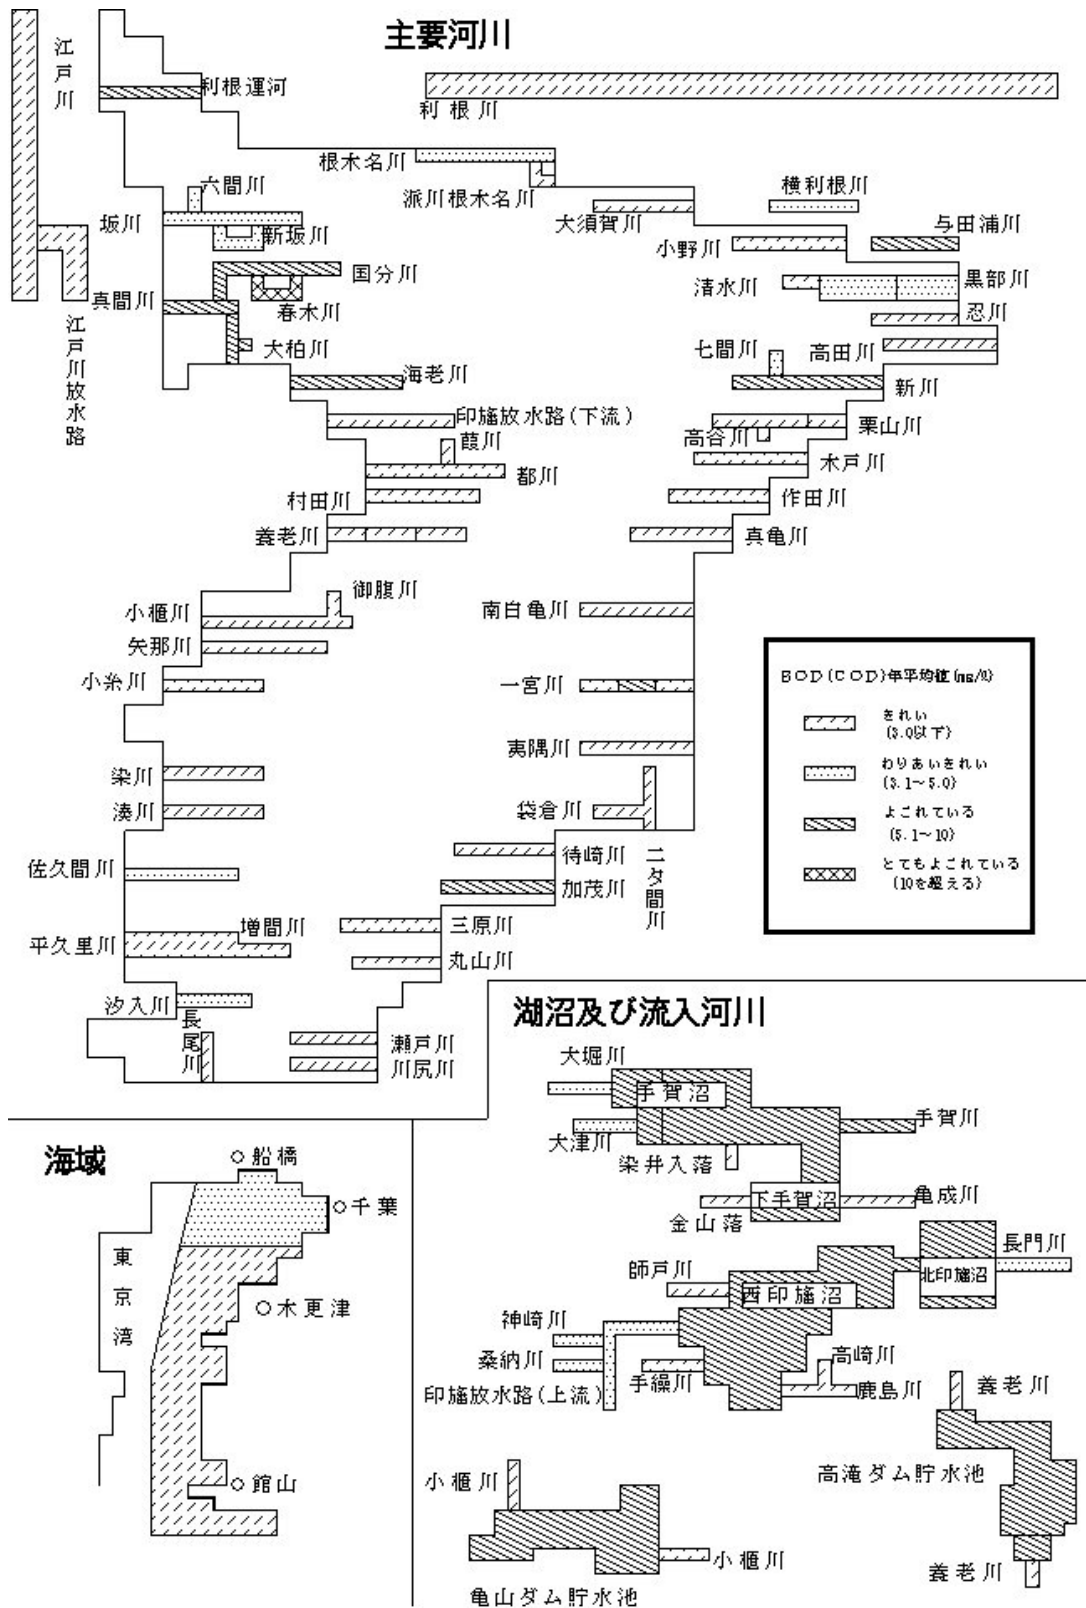 主要河川
江戸川
利根運河
利根川
根木名川
派川根木名川
六間川
坂川
新坂川
大須賀川
横利根川
小野川
与田浦川
国分川
清水川
黒部川
真間川
春木川
忍川
江戸川放水路
大柏川
七間川
高田川
海老川
新川
印旛放水路(下流)
高谷川
栗山川
葭川
都川
木戸川
村田川
作田川
養老川
真亀川
御腹川
小櫃川
南白亀川
矢那川
小糸川
一宮川
夷隅川
染川
湊川
袋倉川
待崎川
二タ間川
佐久間川
加茂川
増間川
三原川
平久里川
丸山川
汐入川
長尾川
瀬戸川
川尻川
BOD(COD)年平均値(mg/l)
きれい
(3.0以下)
わりあいきれい
(3.1~5.0)
よごれている
(5.1~10)
とてもよごれている
(10を超える)
湖沼及び流入河川
大堀川
手賀沼
大津川
手賀川
染井入落
下手賀沼
金山落
亀成川
長門川
北印旛沼
師戸川
西印旛沼
神崎川
桑納川
印旛放水路(上流)
手繰川
高崎川
鹿島川
養老川
高滝ダム貯水池
養老川
小櫃川
小櫃川
亀山ダム貯水池
海域
船橋
千葉
東京湾
木更津
館山